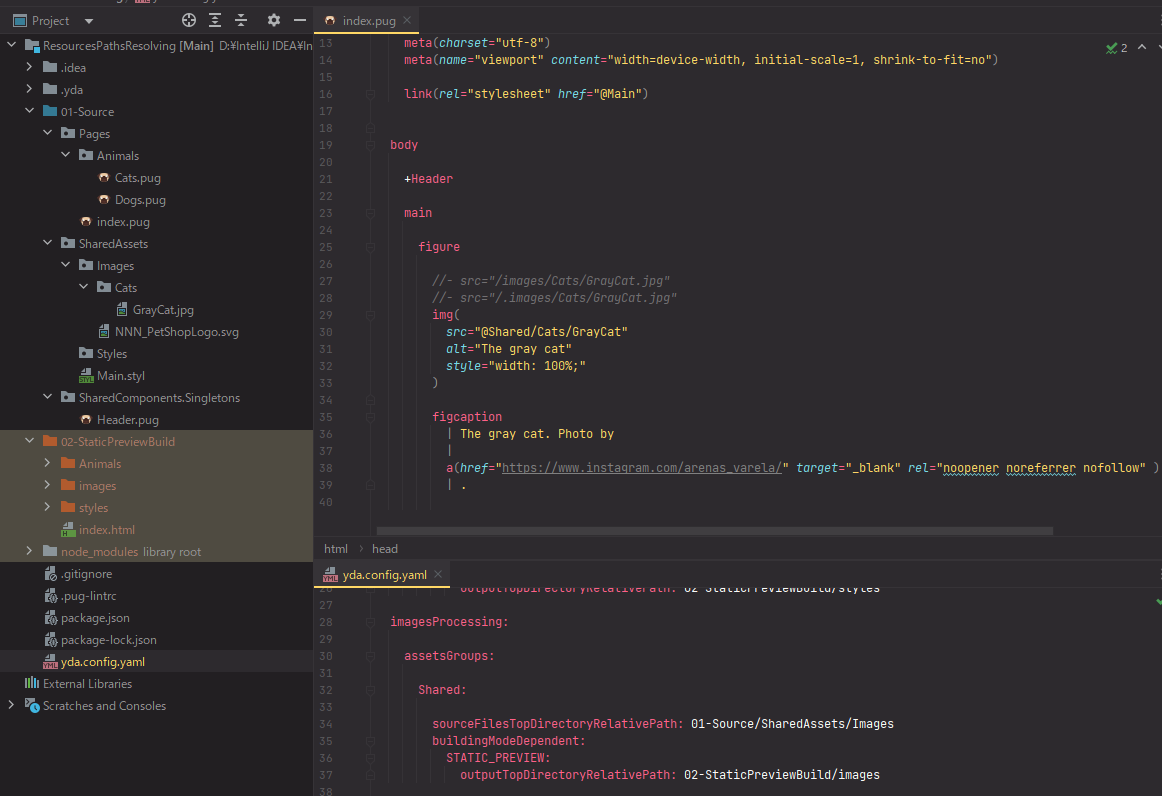 Project
ResourcesPathsResolving [Main] D:¥IntelliJ IDEA¥In
.idea
.yda
01-Source
Pages
Animals
Cats.pug
Dogs.pug
index.pug
SharedAssets
Images
Cats
GrayCat.jpg
NNN_PetShopLogo.svg
Styles
Main.styl
SharedComponents.Singletons
Header.pug
02-StaticPreviewBuild
Animals
images
styles
index.html
node_modules library root
.gitignore
.pug-lintrc
package.json
package-lock.json
yda.config.yaml
External Libraries
Scratches and Consoles
index.pug
2
13 meta(charset="utf-8")
14 meta(name="viewport" content="width=device-width, initial-scale=1, shrink-to-fit=no")
15
16 link(rel="stylesheet" href="@Main")
17
18
19 body
20
21 +Header
22
23 main
24
25 figure
26
27 //- src="/images/Cats/GrayCat.jpg"
28 //- src="/.images/Cats/GrayCat.jpg"
29 img(
30 src="@Shared/Cats/GrayCat"
31 alt="The gray cat"
32 style="width: 100%;"
33 )
34
35 figcaption
36 | The gray cat. Photo by
37 |
38 a(href="https://www.instagram.com/arenas_varela/" target="_blank" rel="noopener noreferrer nofollow" )
39 | .
40
html > head
yda.config.yaml
26 outputTopDirectoryRelativePath: 02-StaticPreviewBuild/styles
27
28 imagesProcessing:
29
30 assetsGroups:
31
32 Shared:
33
34 sourceFilesTopDirectoryRelativePath: 01-Source/SharedAssets/Images
35 buildingModeDependent:
36 STATIC_PREVIEW:
37 outputTopDirectoryRelativePath: 02-StaticPreviewBuild/images
38